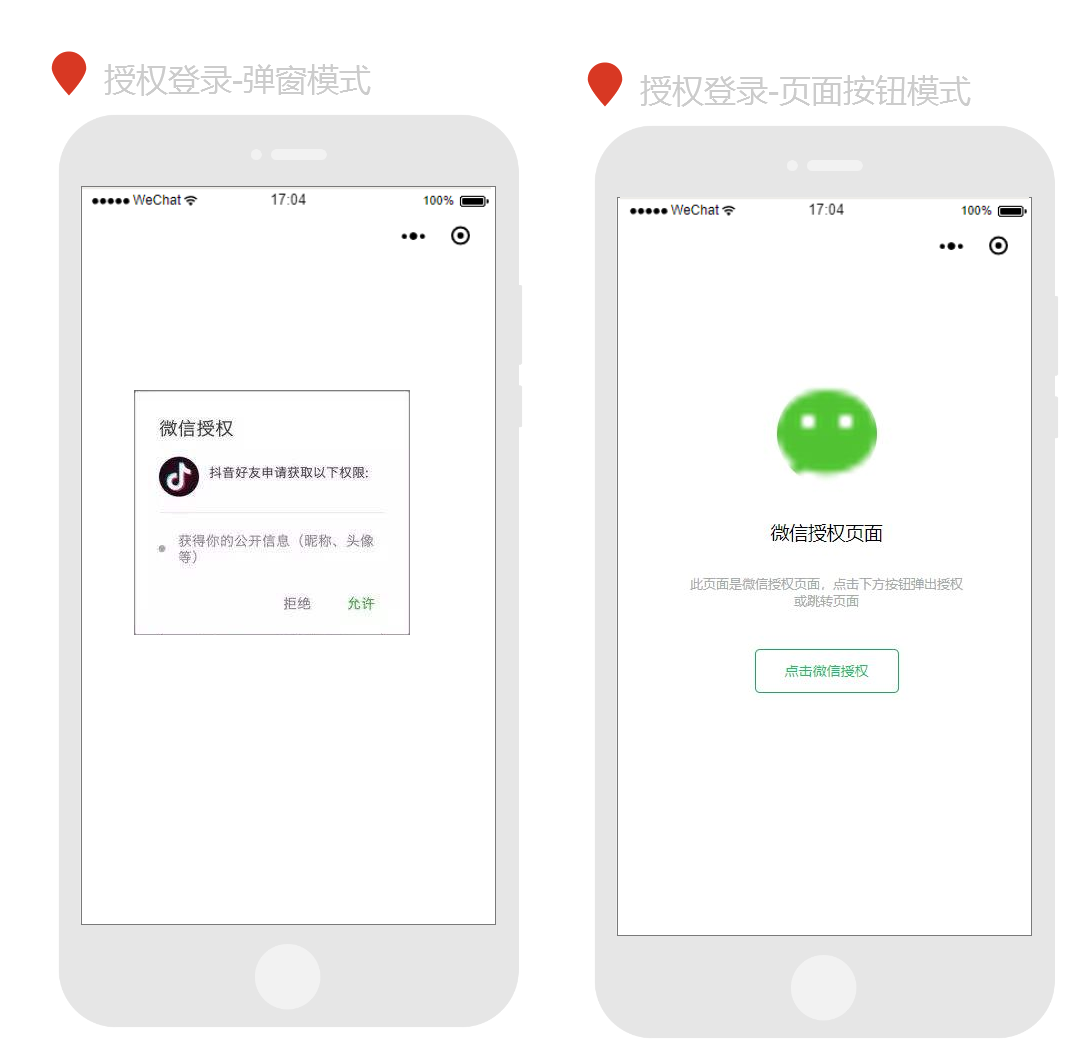 授权登录-弹窗模式
WeChat 17:04 100%
微信授权
抖音好友申请获取以下权限:
获得你的公开信息（昵称、头像
等）
拒绝 允许
授权登录-页面按钮模式
WeChat 17:04 100%
微信授权页面
此页面是微信授权页面，点击下方按钮弹出授权
或跳转页面
点击微信授权